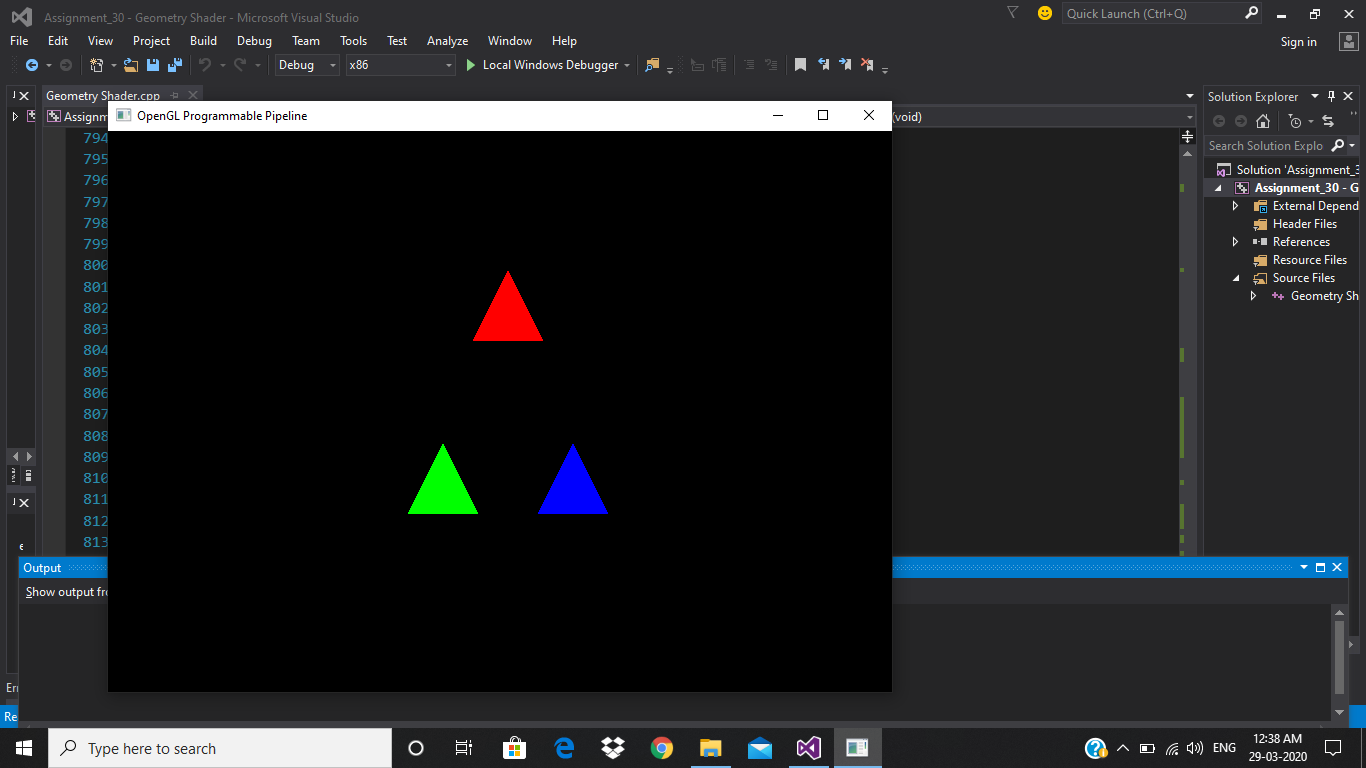 Assignment_30 - Geometry Shader - Microsoft Visual Studio
Quick Launch (Ctrl+Q)
File Edit View Project Build Debug Team Tools Test Analyze Window Help
Sign in
Debug x86 Local Windows Debugger
Geometry Shader.cpp
Solution Explorer
Assignm
OpenGL Programmable Pipeline
(void)
Search Solution Explo
794
795
796
797
798
799
800
801
802
803
804
805
806
807
808
809
810
811
812
813
Solution 'Assignment_3
Assignment_30 - G
External Depend
Header Files
References
Resource Files
Source Files
Geometry Sh
Output
Show output fro
Err
Re
Type here to search
ENG
12:38 AM
29-03-2020